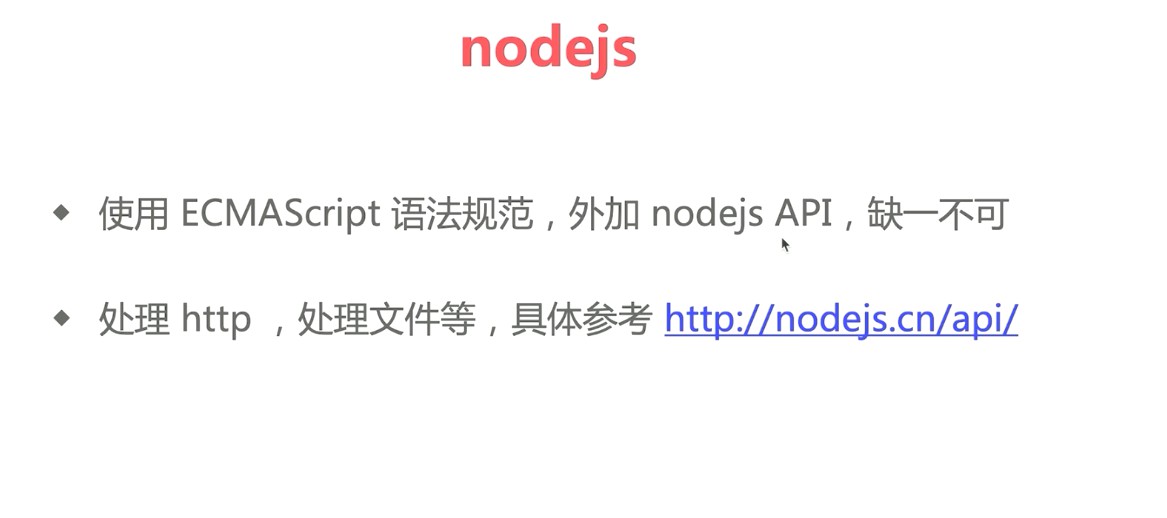 nodejs
使用 ECMAScript 语法规范，外加 nodejs API，缺一不可
处理 http ，处理文件等，具体参考 http://nodejs.cn/api/